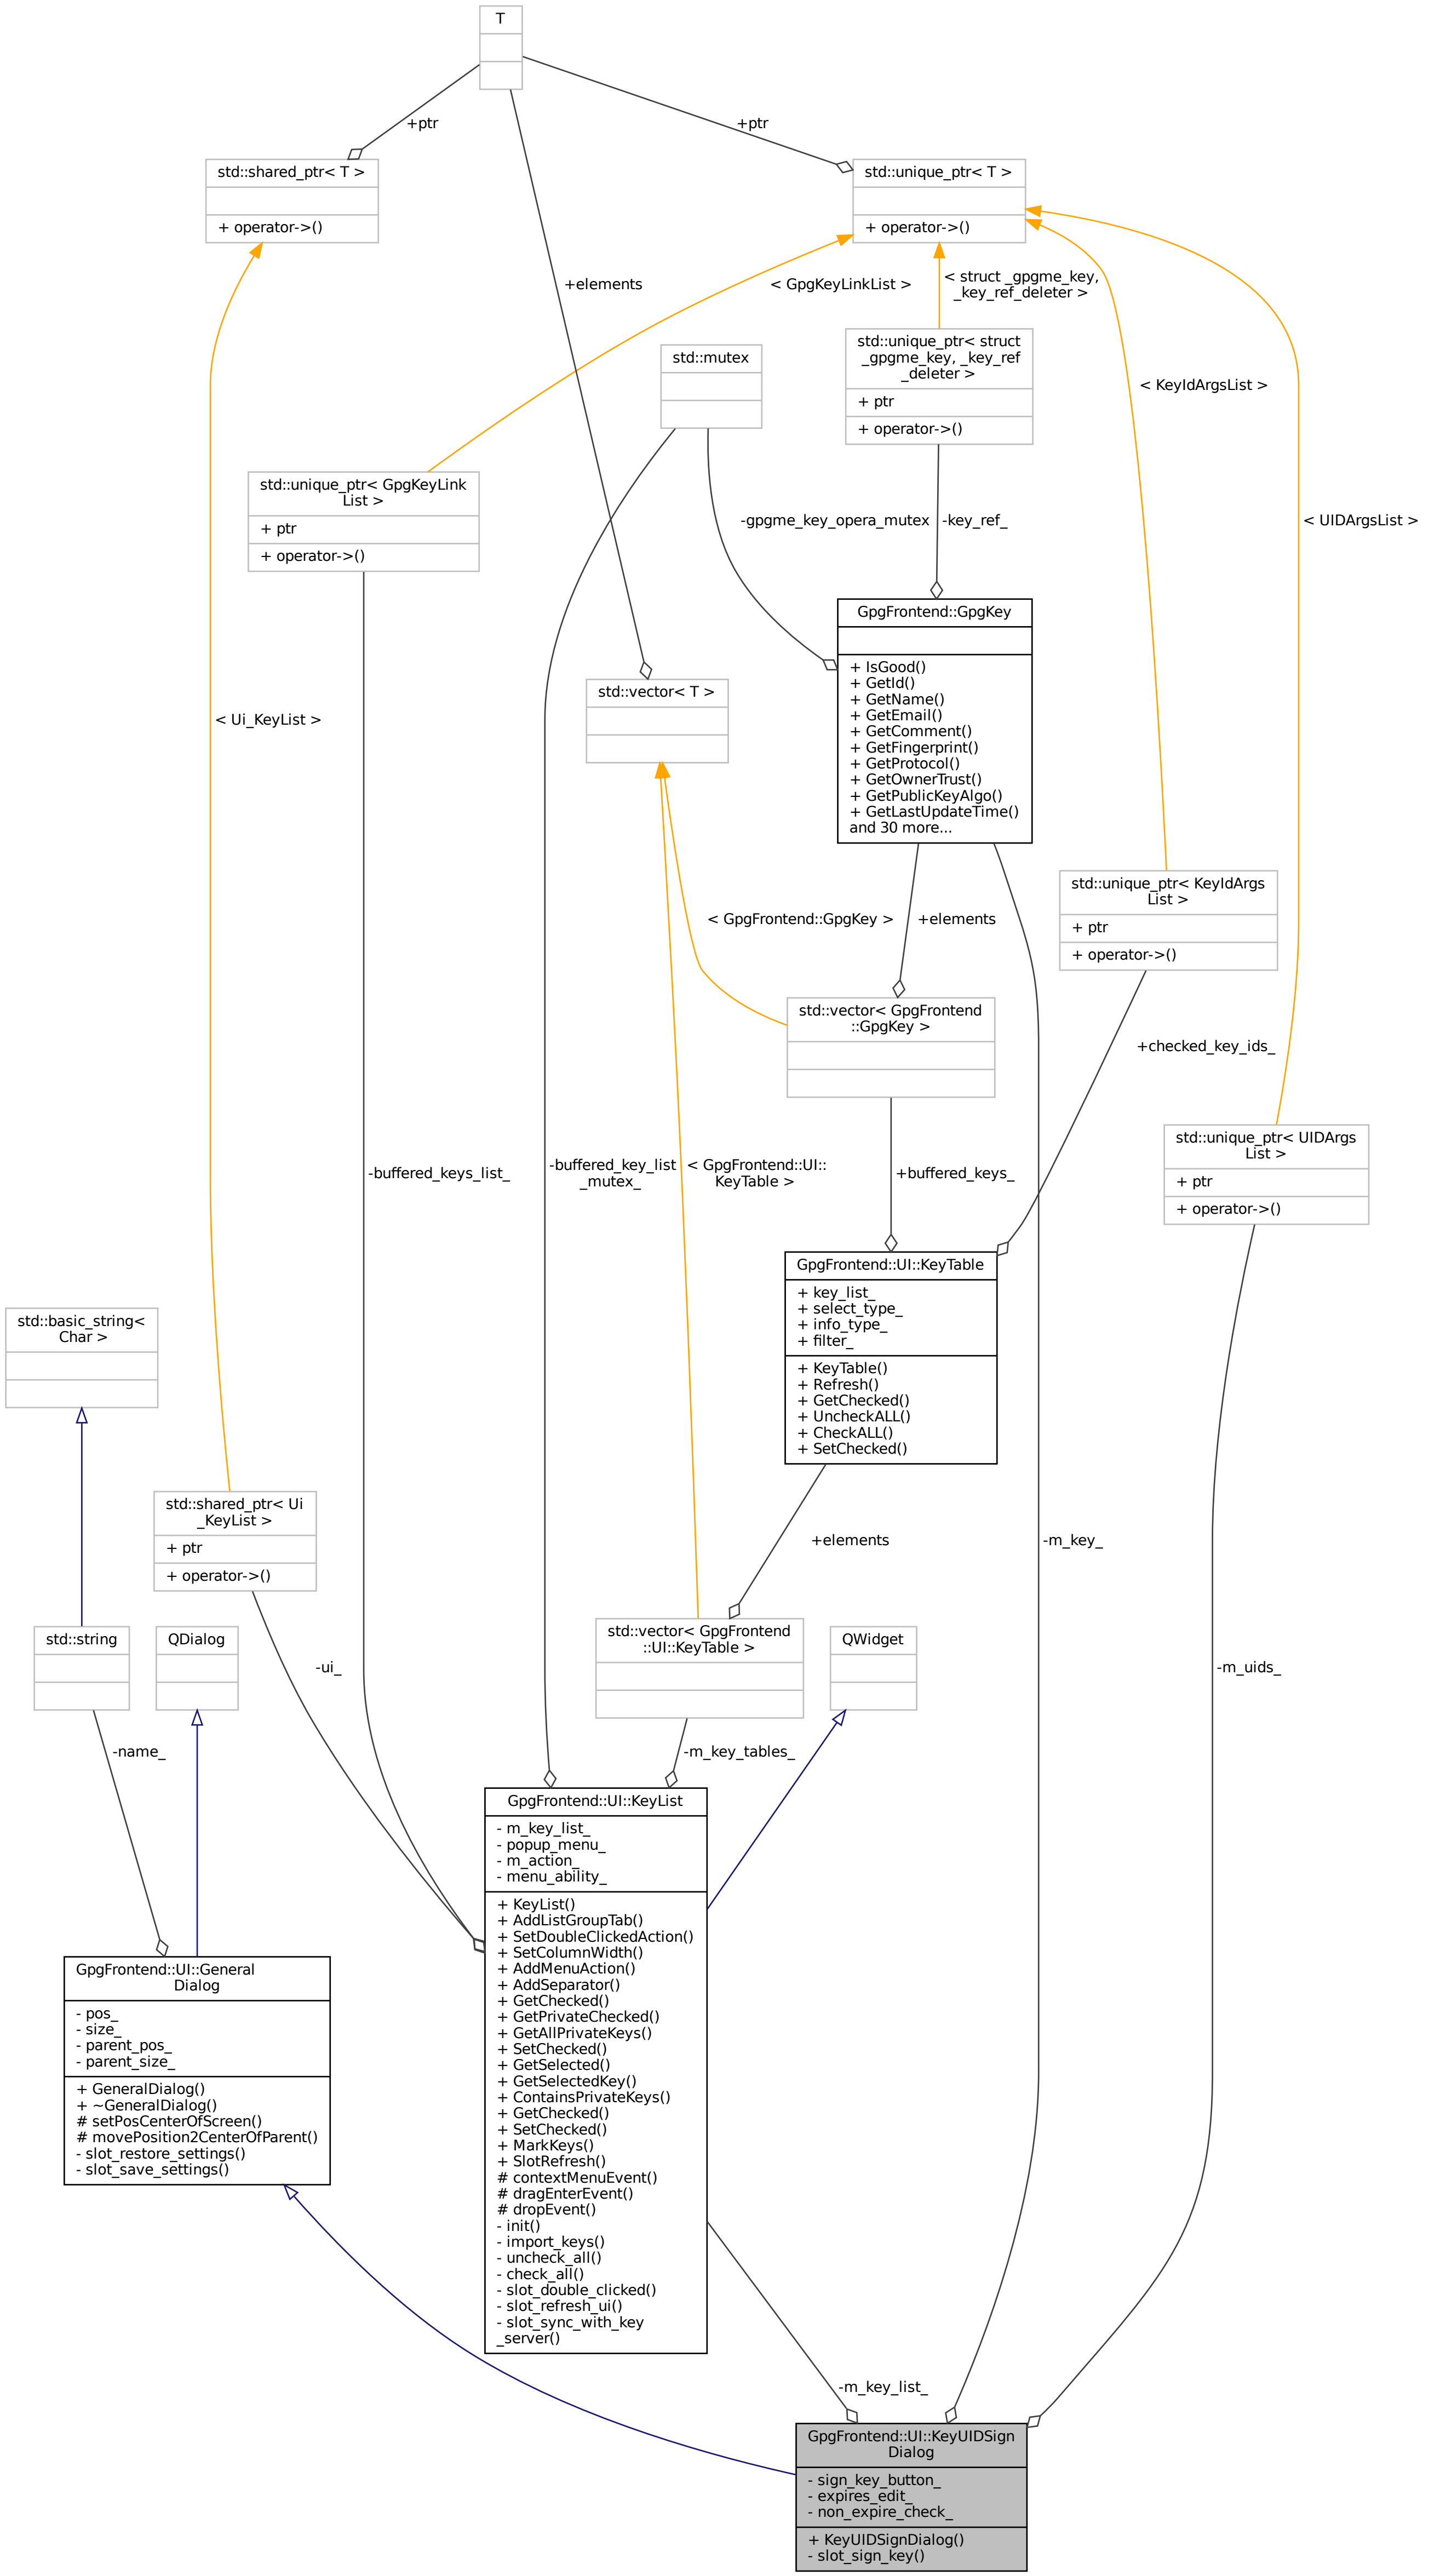 T
+ptr
+ptr
std::shared_ptr< T >
+ operator->()
std::unique_ptr< T >
+ operator->()
+elements
< GpgKeyLinkList >
< struct _gpgme_key,
_key_ref_deleter >
std::mutex
std::unique_ptr< struct
_gpgme_key, _key_ref
_deleter >
+ ptr
+ operator->()
< KeyIdArgsList >
std::unique_ptr< GpgKeyLink
List >
+ ptr
+ operator->()
-gpgme_key_opera_mutex
-key_ref_
< UIDArgsList >
GpgFrontend::GpgKey
+ IsGood()
+ GetId()
+ GetName()
+ GetEmail()
+ GetComment()
+ GetFingerprint()
+ GetProtocol()
+ GetOwnerTrust()
+ GetPublicKeyAlgo()
+ GetLastUpdateTime()
and 30 more...
std::vector< T >
< Ui_KeyList >
std::unique_ptr< KeyIdArgs
List >
+ ptr
+ operator->()
< GpgFrontend::GpgKey >
+elements
std::vector< GpgFrontend
::GpgKey >
+checked_key_ids_
std::unique_ptr< UIDArgs
List >
+ ptr
+ operator->()
-buffered_keys_list_
-buffered_key_list
_mutex_
< GpgFrontend::UI::
KeyTable >
+buffered_keys_
GpgFrontend::UI::KeyTable
+ key_list_
+ select_type_
+ info_type_
+ filter_
+ KeyTable()
+ Refresh()
+ GetChecked()
+ UncheckALL()
+ CheckALL()
+ SetChecked()
std::basic_string<
Char >
std::shared_ptr< Ui
_KeyList >
+ ptr
+ operator->()
+elements
-m_key_
std::string
QDialog
-ui_
std::vector< GpgFrontend
::UI::KeyTable >
QWidget
-m_uids_
-name_
-m_key_tables_
GpgFrontend::UI::KeyList
- m_key_list_
- popup_menu_
- m_action_
- menu_ability_
+ KeyList()
+ AddListGroupTab()
+ SetDoubleClickedAction()
+ SetColumnWidth()
+ AddMenuAction()
+ AddSeparator()
+ GetChecked()
+ GetPrivateChecked()
+ GetAllPrivateKeys()
+ SetChecked()
+ GetSelected()
+ GetSelectedKey()
+ ContainsPrivateKeys()
+ GetChecked()
+ SetChecked()
+ MarkKeys()
+ SlotRefresh()
# contextMenuEvent()
# dragEnterEvent()
# dropEvent()
- init()
- import_keys()
- uncheck_all()
- check_all()
- slot_double_clicked()
- slot_refresh_ui()
- slot_sync_with_key
_server()
GpgFrontend::UI::General
Dialog
- pos_
- size_
- parent_pos_
- parent_size_
+ GeneralDialog()
+ ~GeneralDialog()
# setPosCenterOfScreen()
# movePosition2CenterOfParent()
- slot_restore_settings()
- slot_save_settings()
-m_key_list_
GpgFrontend::UI::KeyUIDSign
Dialog
- sign_key_button_
- expires_edit_
- non_expire_check_
+ KeyUIDSignDialog()
- slot_sign_key()